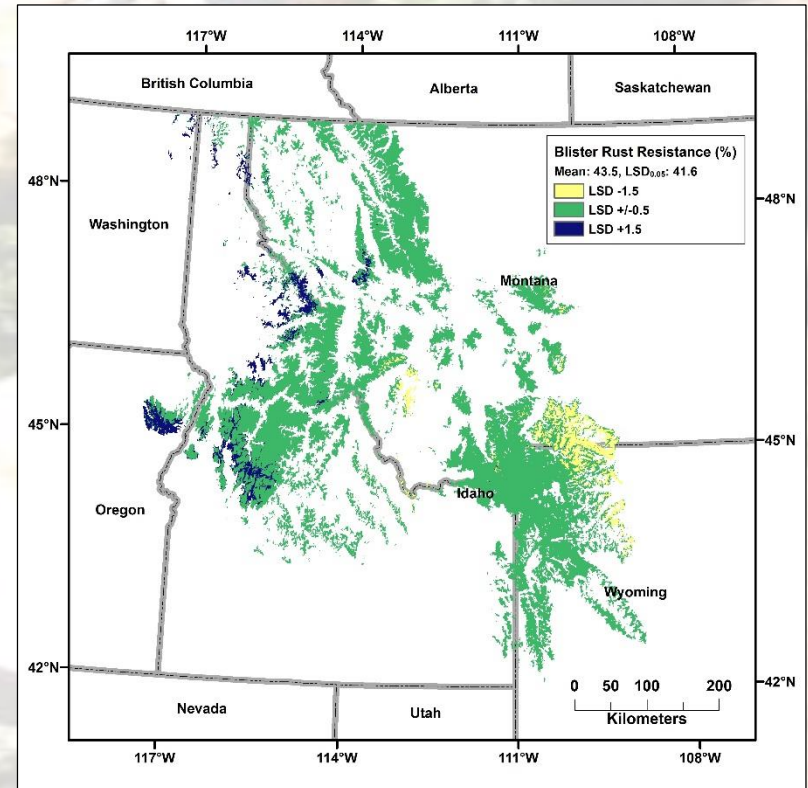 117°W 114°W 111°W 108°W
British Columbia
Alberta
Saskatchewan
Blister Rust Resistance (%)
Mean: 43.5, LSD0.05: 41.6
LSD -1.5
LSD +/-0.5
LSD +1.5
48°N
48°N
Washington
Montana
45°N
45°N
Oregon
Idaho
Wyoming
42°N
42°N
0 50 100 200
Kilometers
Nevada
Utah
117°W 114°W 111°W 108°W